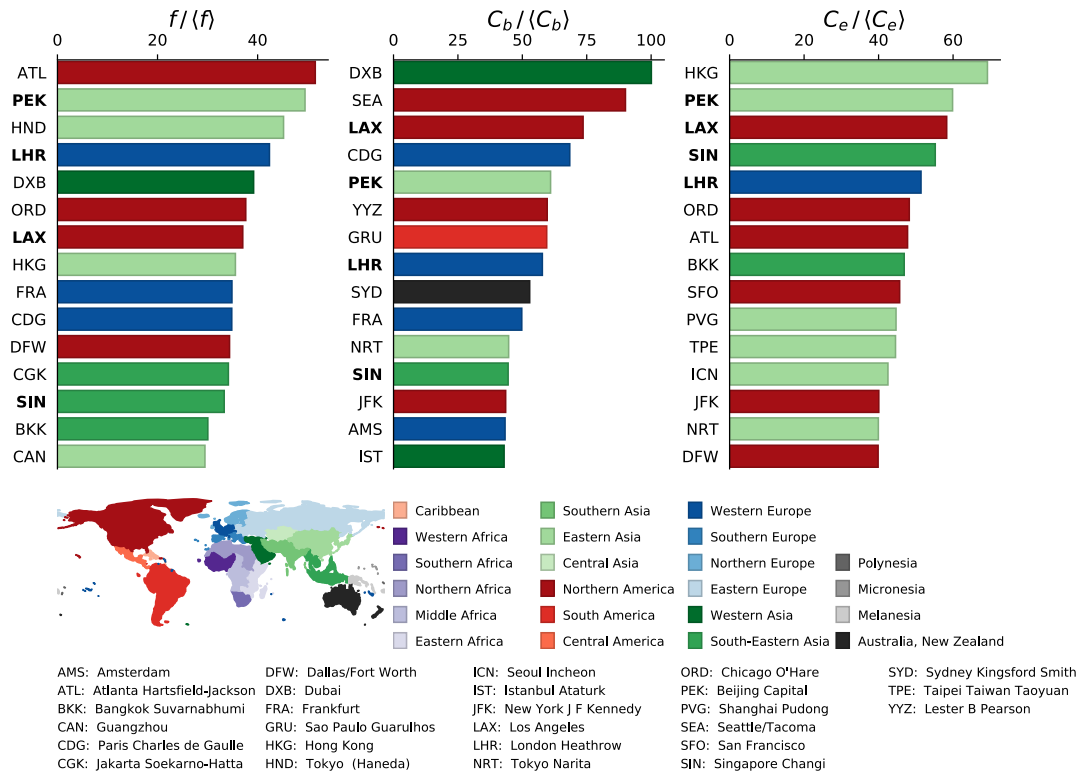 f / ⟨f⟩
0 20 40
ATL
PEK
HND
LHR
DXB
ORD
LAX
HKG
FRA
CDG
DFW
CGK
SIN
BKK
CAN
C_b / ⟨C_b⟩
0 25 50 75 100
DXB
SEA
LAX
CDG
PEK
YYZ
GRU
LHR
SYD
FRA
NRT
SIN
JFK
AMS
IST
C_e / ⟨C_e⟩
0 20 40 60
HKG
PEK
LAX
SIN
LHR
ORD
ATL
BKK
SFO
PVG
TPE
ICN
JFK
NRT
DFW
Caribbean
Western Africa
Southern Africa
Northern Africa
Middle Africa
Eastern Africa
Southern Asia
Eastern Asia
Central Asia
Northern America
South America
Central America
Western Europe
Southern Europe
Northern Europe
Eastern Europe
Western Asia
South-Eastern Asia
Polynesia
Micronesia
Melanesia
Australia, New Zealand
AMS: Amsterdam
ATL: Atlanta Hartsfield-Jackson
BKK: Bangkok Suvarnabhumi
CAN: Guangzhou
CDG: Paris Charles de Gaulle
CGK: Jakarta Soekarno-Hatta
DFW: Dallas/Fort Worth
DXB: Dubai
FRA: Frankfurt
GRU: Sao Paulo Guarulhos
HKG: Hong Kong
HND: Tokyo (Haneda)
ICN: Seoul Incheon
IST: Istanbul Ataturk
JFK: New York J F Kennedy
LAX: Los Angeles
LHR: London Heathrow
NRT: Tokyo Narita
ORD: Chicago O'Hare
PEK: Beijing Capital
PVG: Shanghai Pudong
SEA: Seattle/Tacoma
SFO: San Francisco
SIN: Singapore Changi
SYD: Sydney Kingsford Smith
TPE: Taipei Taiwan Taoyuan
YYZ: Lester B Pearson